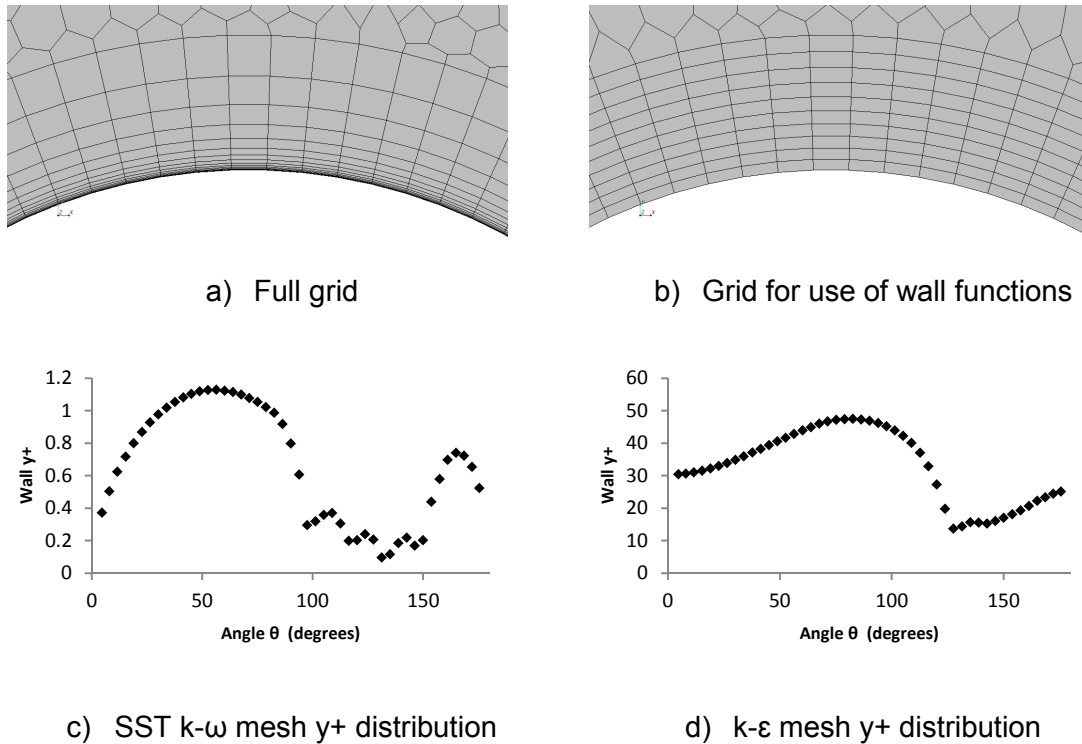 a) Full grid
b) Grid for use of wall functions
Wall y+
1.2
1
0.8
0.6
0.4
0.2
0
0 50 100 150
Angle θ (degrees)
Wall y+
60
50
40
30
20
10
0
0 50 100 150
Angle θ (degrees)
c) SST k-ω mesh y+ distribution
d) k-ε mesh y+ distribution